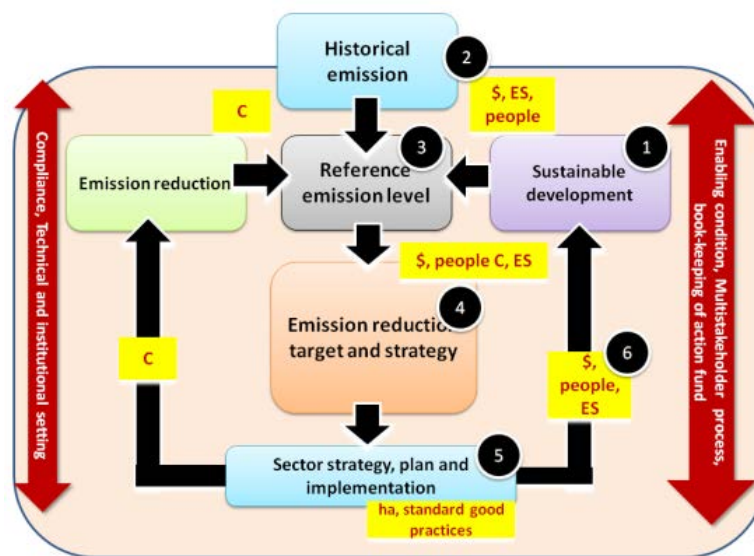 Historical
emission
2
C
$, ES,
people
Compliance, Technical and institutional setting
Enabling condition, Multistakeholder process,
book-keeping of action fund
Emission reduction
Reference
emission level
3
Sustainable
development
1
$, people C, ES
Emission reduction
target and strategy
4
C
$,
people,
ES
6
Sector strategy, plan and
implementation
5
ha, standard good
practices